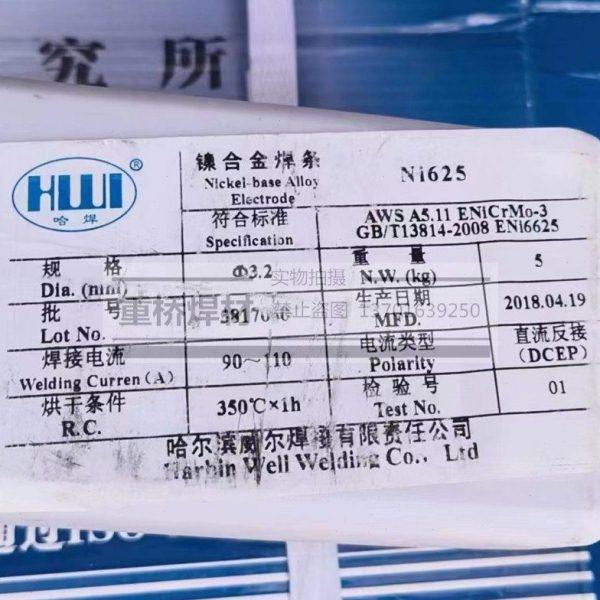 究所
HWI ®
哈焊
镍合金焊条 Ni625
Nickel-base Alloy
Electrode
符合标准 AWS A5.11 ENiCrMo-3
Specification GB/T13814-2008 ENi6625
规格 Φ3.2 重量 5
Dia. (mm) N.W. (kg)
批号 生产日期 2018.04.19
Lot No. MFD.
焊接电流 90～110 电流类型 直流反接
Welding Curren (A) Polarity (DCEP)
烘干条件 350℃×1h 检验号 01
R.C. Test No.
哈尔滨威尔焊接有限责任公司
Harbin Well Welding Co., Ltd
重桥焊材
实物拍摄
禁止盗图
通过ISO